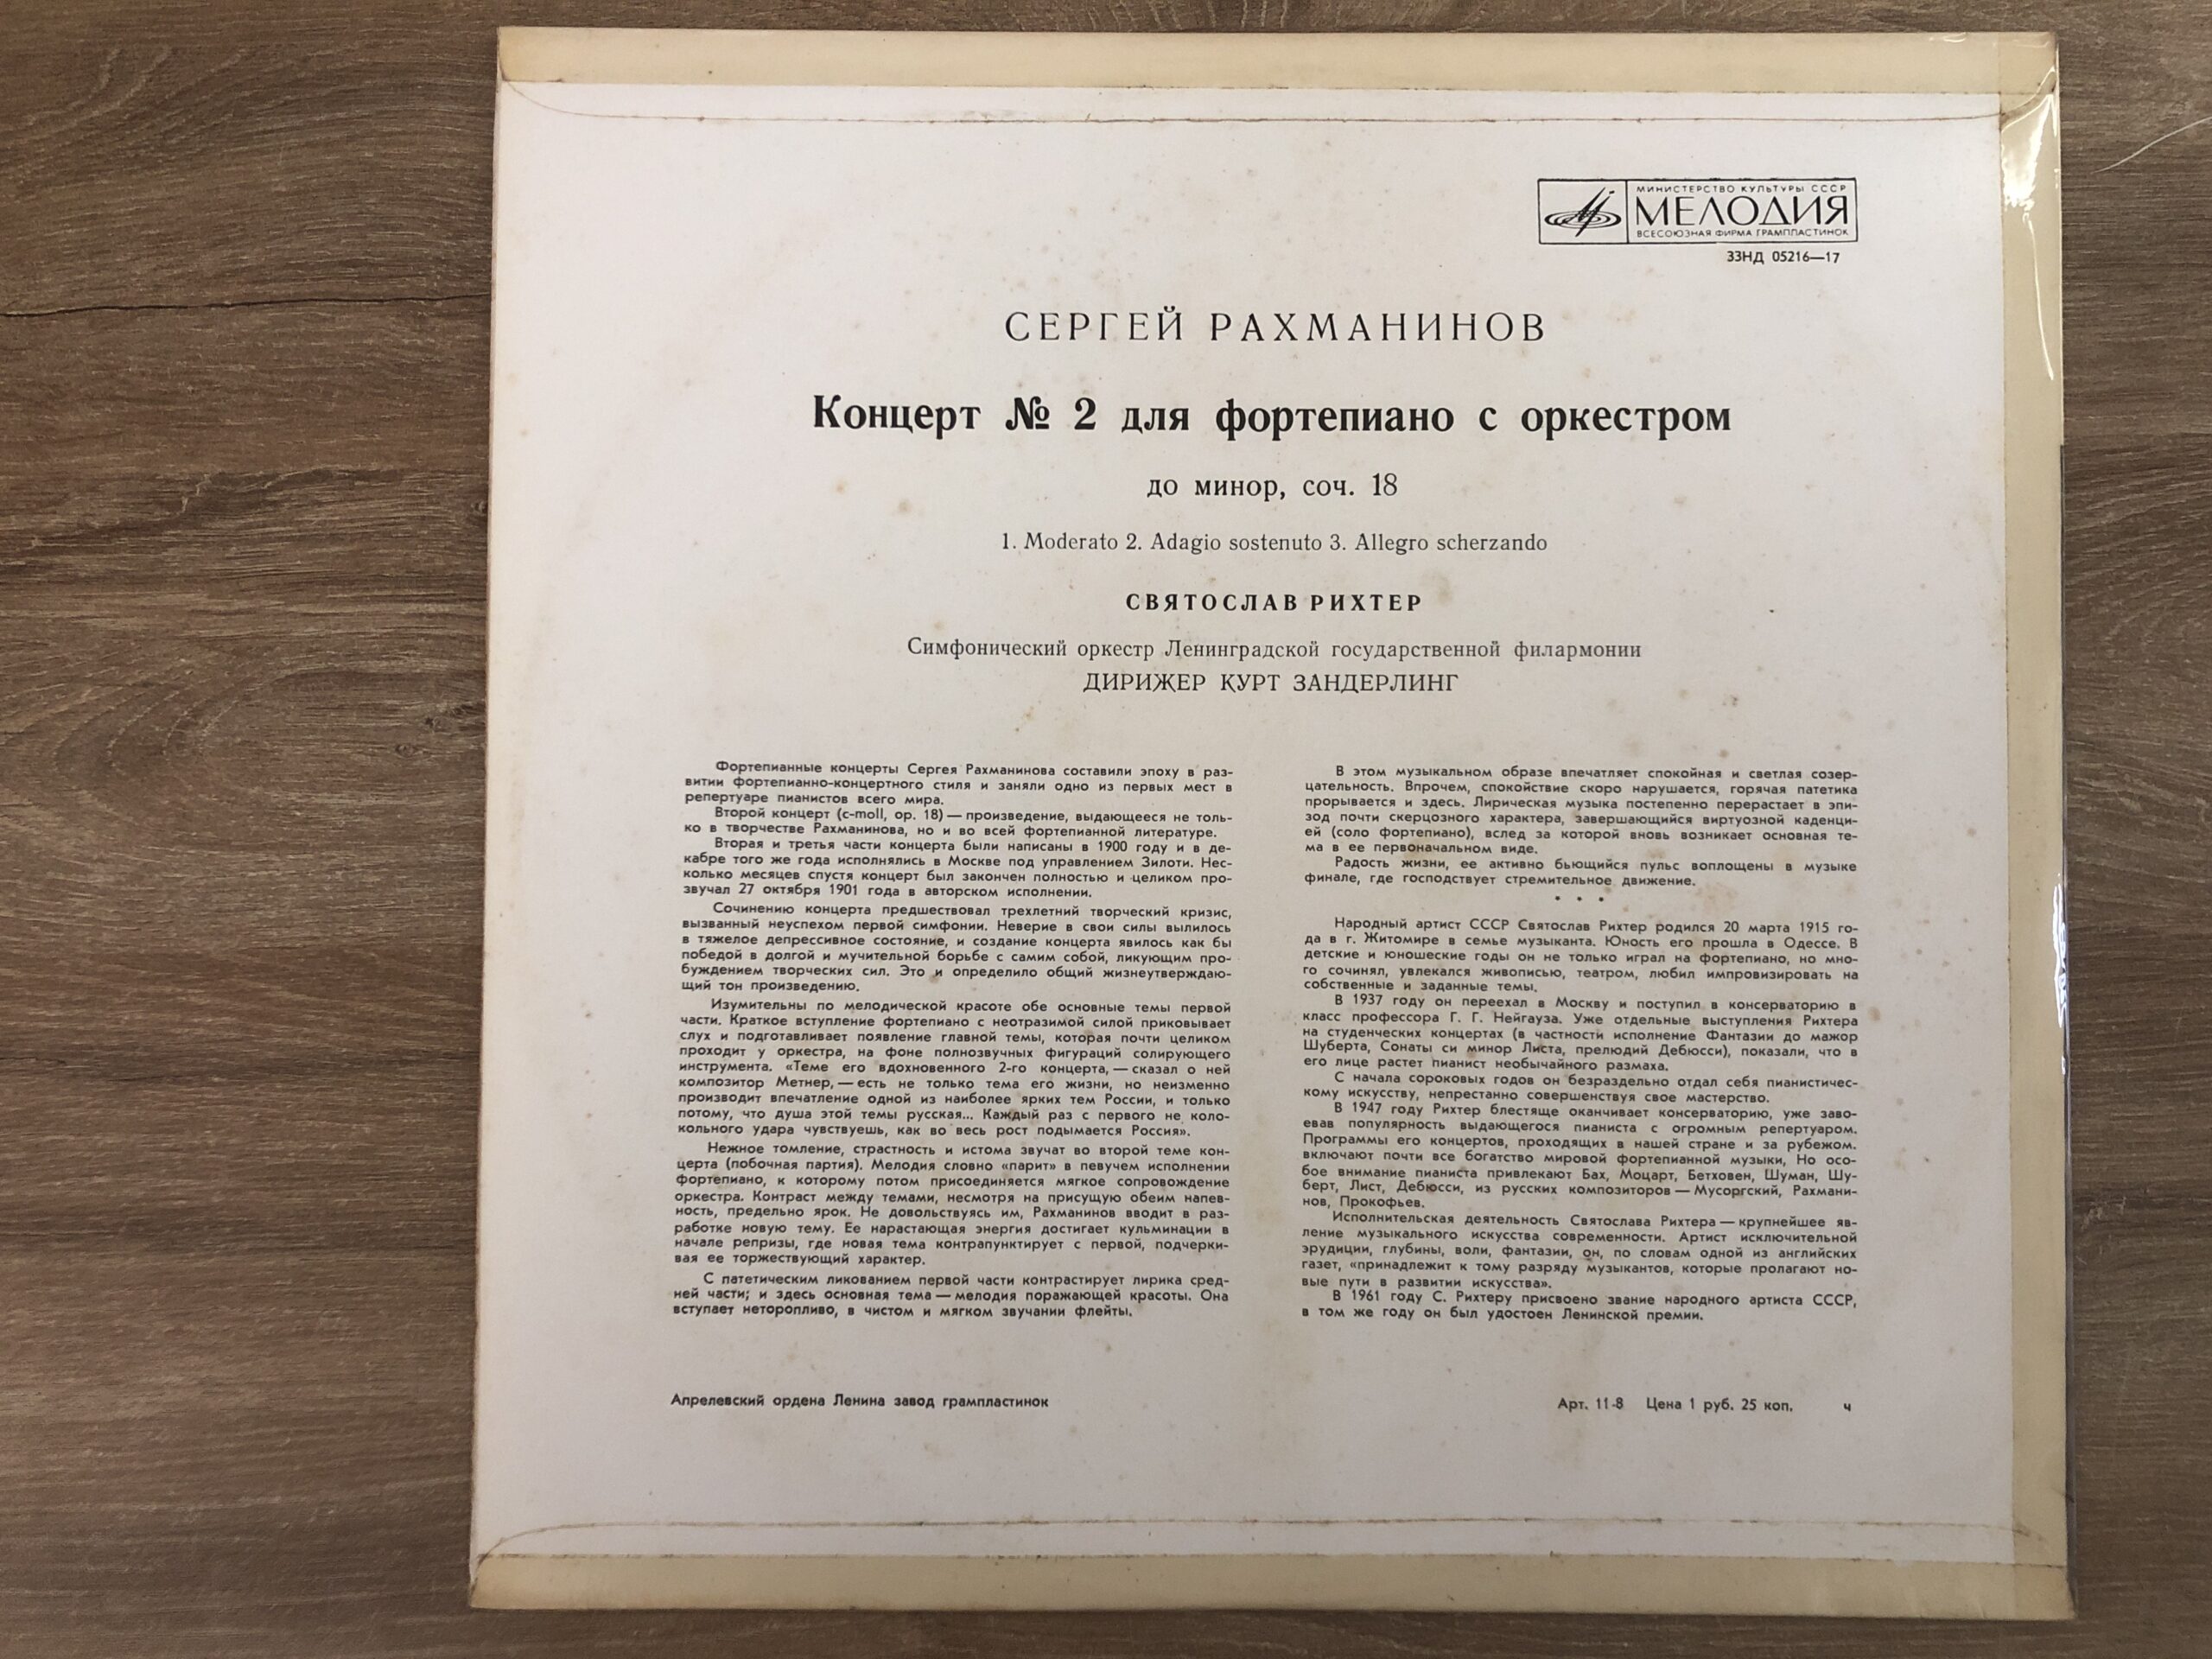 МИНИСТЕРСТВО КУЛЬТУРЫ СССР
МЕЛОДИЯ
ВСЕСОЮЗНАЯ ФИРМА ГРАМПЛАСТИНОК
33НД 05216—17
СЕРГЕЙ РАХМАНИНОВ
Концерт № 2 для фортепиано с оркестром
до минор, соч. 18
1. Moderato 2. Adagio sostenuto 3. Allegro scherzando
СВЯТОСЛАВ РИХТЕР
Симфонический оркестр Ленинградской государственной филармонии
ДИРИЖЕР КУРТ ЗАНДЕРЛИНГ
Фортепианные концерты Сергея Рахманинова составили эпоху в раз-
витии фортепианно-концертного стиля и заняли одно из первых мест в
репертуаре пианистов всего мира.
Второй концерт (c-moll, op. 18) — произведение, выдающееся не толь-
ко в творчестве Рахманинова, но и во всей фортепианной литературе.
Вторая и третья части концерта были написаны в 1900 году и в де-
кабре того же года исполнялись в Москве под управлением Зилоти. Нес-
колько месяцев спустя концерт был закончен полностью и целиком про-
звучал 27 октября 1901 года в авторском исполнении.
Сочинению концерта предшествовал трехлетний творческий кризис,
вызванный неуспехом первой симфонии. Неверие в свои силы вылилось
в тяжелое депрессивное состояние, и создание концерта явилось как бы
победой в долгой и мучительной борьбе с самим собой, ликующим про-
буждением творческих сил. Это и определило общий жизнеутверждаю-
щий тон произведению.
Изумительны по мелодической красоте обе основные темы первой
части. Краткое вступление фортепиано с неотразимой силой приковывает
слух и подготавливает появление главной темы, которая почти целиком
проходит у оркестра, на фоне полнозвучных фигураций солирующего
инструмента. «Теме его вдохновенного 2-го концерта, — сказал о ней
композитор Метнер, — есть не только тема его жизни, но неизменно
производит впечатление одной из наиболее ярких тем России, и только
потому, что душа этой темы русская... Каждый раз с первого не коло-
кольного удара чувствуешь, как во весь рост подымается Россия».
Нежное томление, страстность и истома звучат во второй теме кон-
церта (побочная партия). Мелодия словно «парит» в певучем исполнении
фортепиано, к которому потом присоединяется мягкое сопровождение
оркестра. Контраст между темами, несмотря на присущую обеим напев-
ность, предельно ярок. Не довольствуясь им, Рахманинов вводит в раз-
работке новую тему. Ее нарастающая энергия достигает кульминации в
начале репризы, где новая тема контрапунктирует с первой, подчерки-
вая ее торжествующий характер.
С патетическим ликованием первой части контрастирует лирика сред-
ней части; и здесь основная тема — мелодия поражающей красоты. Она
вступает неторопливо, в чистом и мягком звучании флейты.
В этом музыкальном образе впечатляет спокойная и светлая созер-
цательность. Впрочем, спокойствие скоро нарушается, горячая патетика
прорывается и здесь. Лирическая музыка постепенно перерастает в эпи-
зод почти скерцозного характера, завершающийся виртуозной каденци-
ей (соло фортепиано), вслед за которой вновь возникает основная те-
ма в ее первоначальном виде.
Радость жизни, ее активно бьющийся пульс воплощены в музыке
финале, где господствует стремительное движение.
• • •
Народный артист СССР Святослав Рихтер родился 20 марта 1915 го-
да в г. Житомире в семье музыканта. Юность его прошла в Одессе. В
детские и юношеские годы он не только играл на фортепиано, но мно-
го сочинял, увлекался живописью, театром, любил импровизировать на
собственные и заданные темы.
В 1937 году он переехал в Москву и поступил в консерваторию в
класс профессора Г. Г. Нейгауза. Уже отдельные выступления Рихтера
на студенческих концертах (в частности исполнение Фантазии до мажор
Шуберта, Сонаты си минор Листа, прелюдий Дебюсси), показали, что в
его лице растет пианист необычайного размаха.
С начала сороковых годов он безраздельно отдал себя пианистичес-
кому искусству, непрестанно совершенствуя свое мастерство.
В 1947 году Рихтер блестяще оканчивает консерваторию, уже заво-
евав популярность выдающегося пианиста с огромным репертуаром.
Программы его концертов, проходящих в нашей стране и за рубежом.
включают почти все богатство мировой фортепианной музыки, Но осо-
бое внимание пианиста привлекают Бах, Моцарт, Бетховен, Шуман, Шу-
берт, Лист, Дебюсси, из русских композиторов — Мусоргский, Рахмани-
нов, Прокофьев.
Исполнительская деятельность Святослава Рихтера — крупнейшее яв-
ление музыкального искусства современности. Артист исключительной
эрудиции, глубины, воли, фантазии, он, по словам одной из английских
газет, «принадлежит к тому разряду музыкантов, которые пролагают но-
вые пути в развитии искусства».
В 1961 году С. Рихтеру присвоено звание народного артиста СССР,
в том же году он был удостоен Ленинской премии.
Апрелевский ордена Ленина завод грампластинок
Арт. 11-8 Цена 1 руб. 25 коп. ч